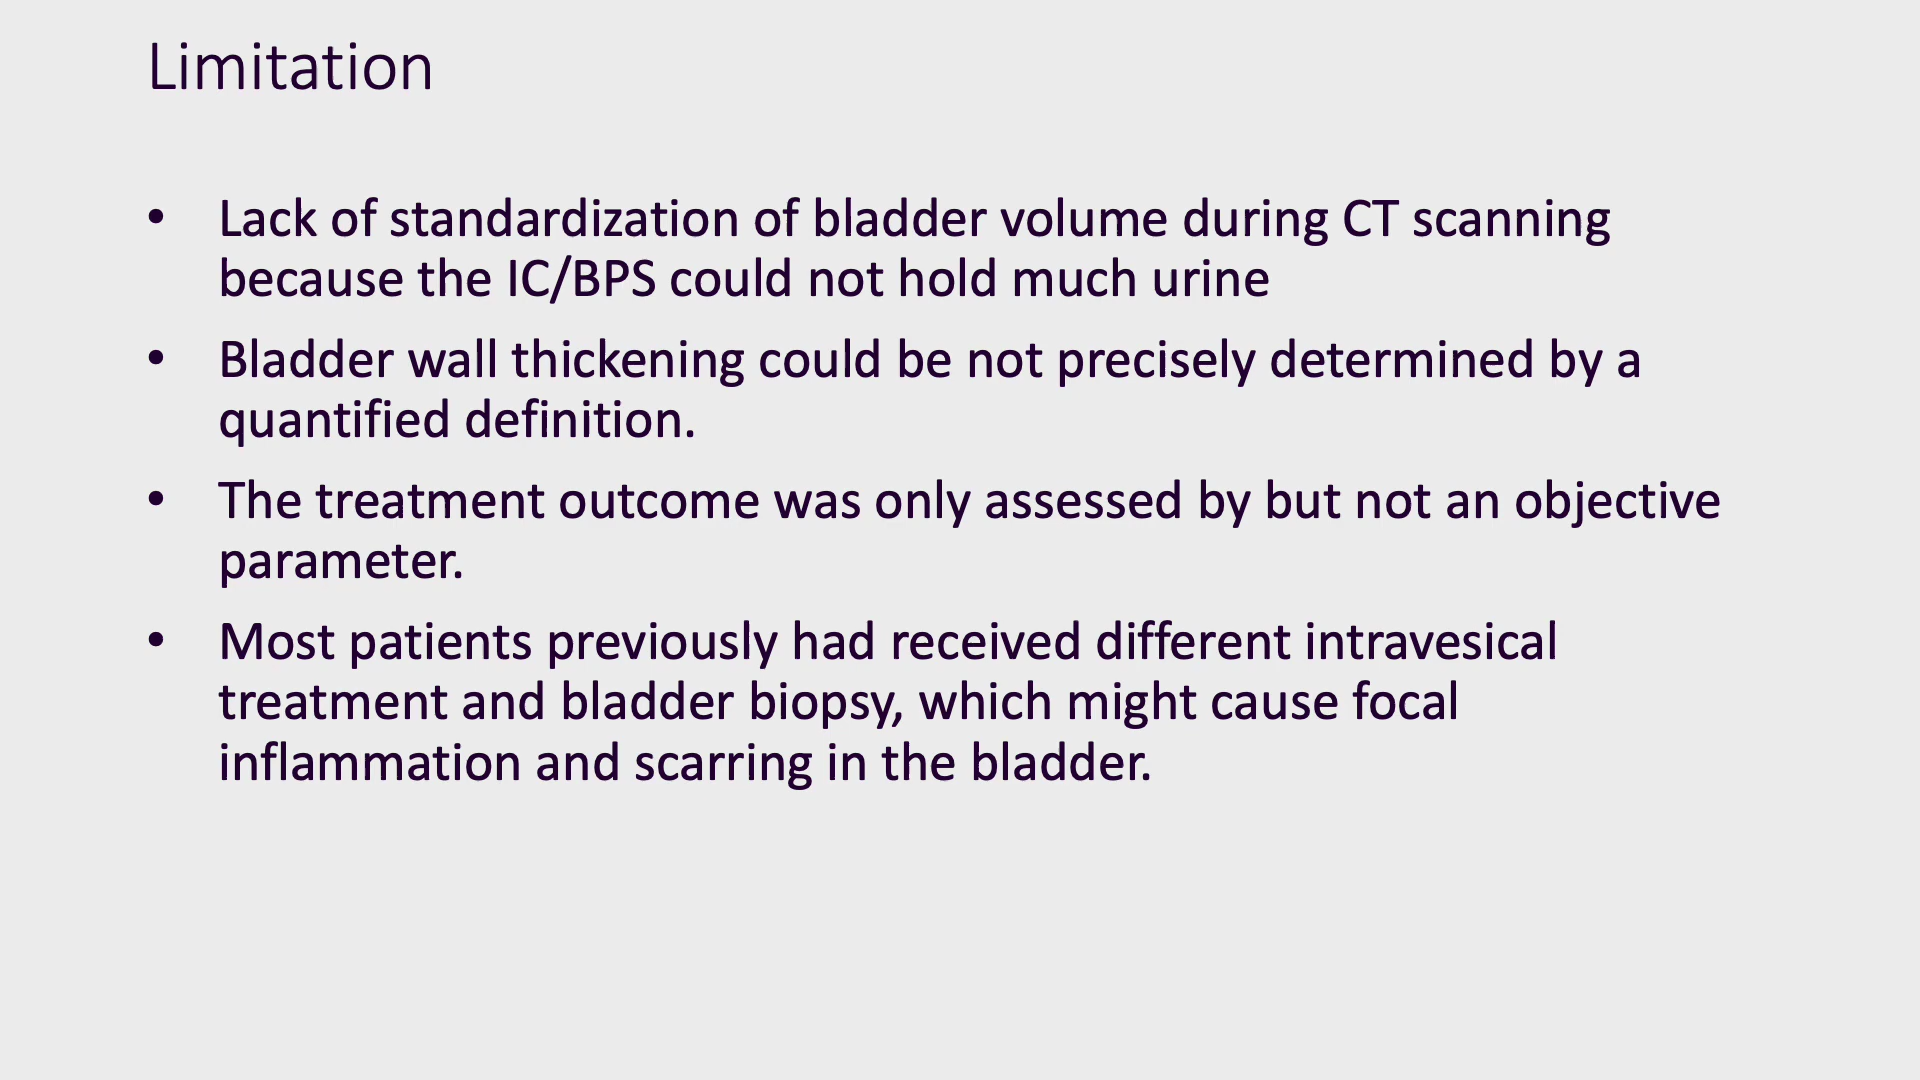 Limitation
• Lack of standardization of bladder volume during CT scanning
because the IC/BPS could not hold much urine
• Bladder wall thickening could be not precisely determined by a
quantified definition.
• The treatment outcome was only assessed by but not an objective
parameter.
• Most patients previously had received different intravesical
treatment and bladder biopsy, which might cause focal
inflammation and scarring in the bladder.